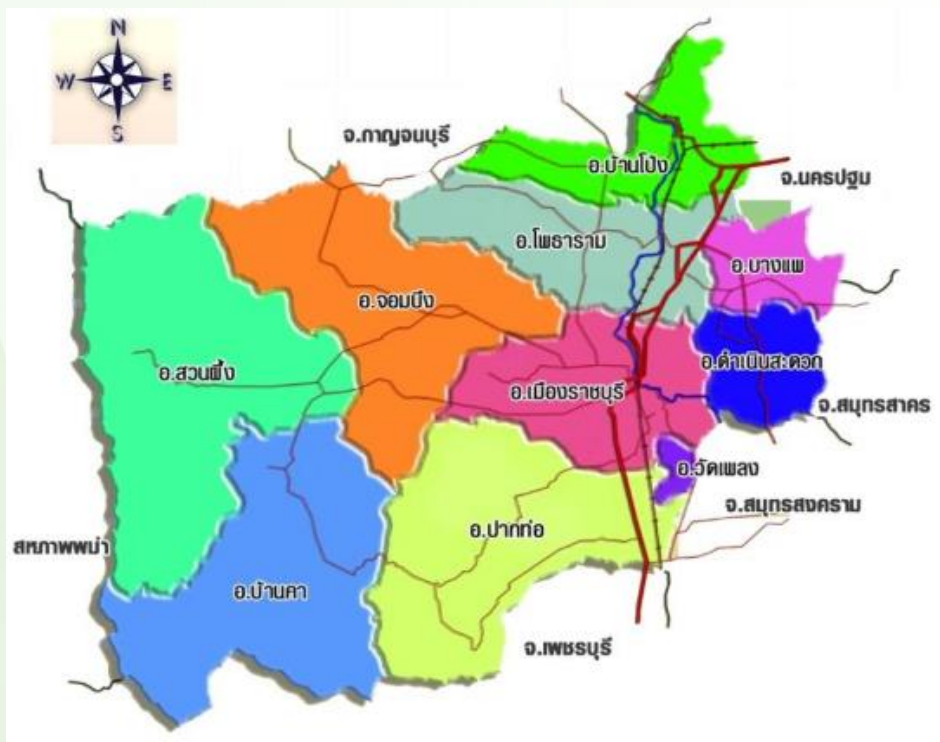 N
W E
S
จ.กาญจนบุรี
อ.บ้านโป่ง
จ.นครปฐม
อ.โพธาราม
อ.บางแพ
อ.จอมบึง
อ.สวนผึ้ง
อ.ดำเนินสะดวก
อ.เมืองราชบุรี
จ.สมุทรสาคร
อ.วัดเพลง
จ.สมุทรสงคราม
อ.ปากท่อ
สหภาพพม่า
อ.บ้านคา
จ.เพชรบุรี